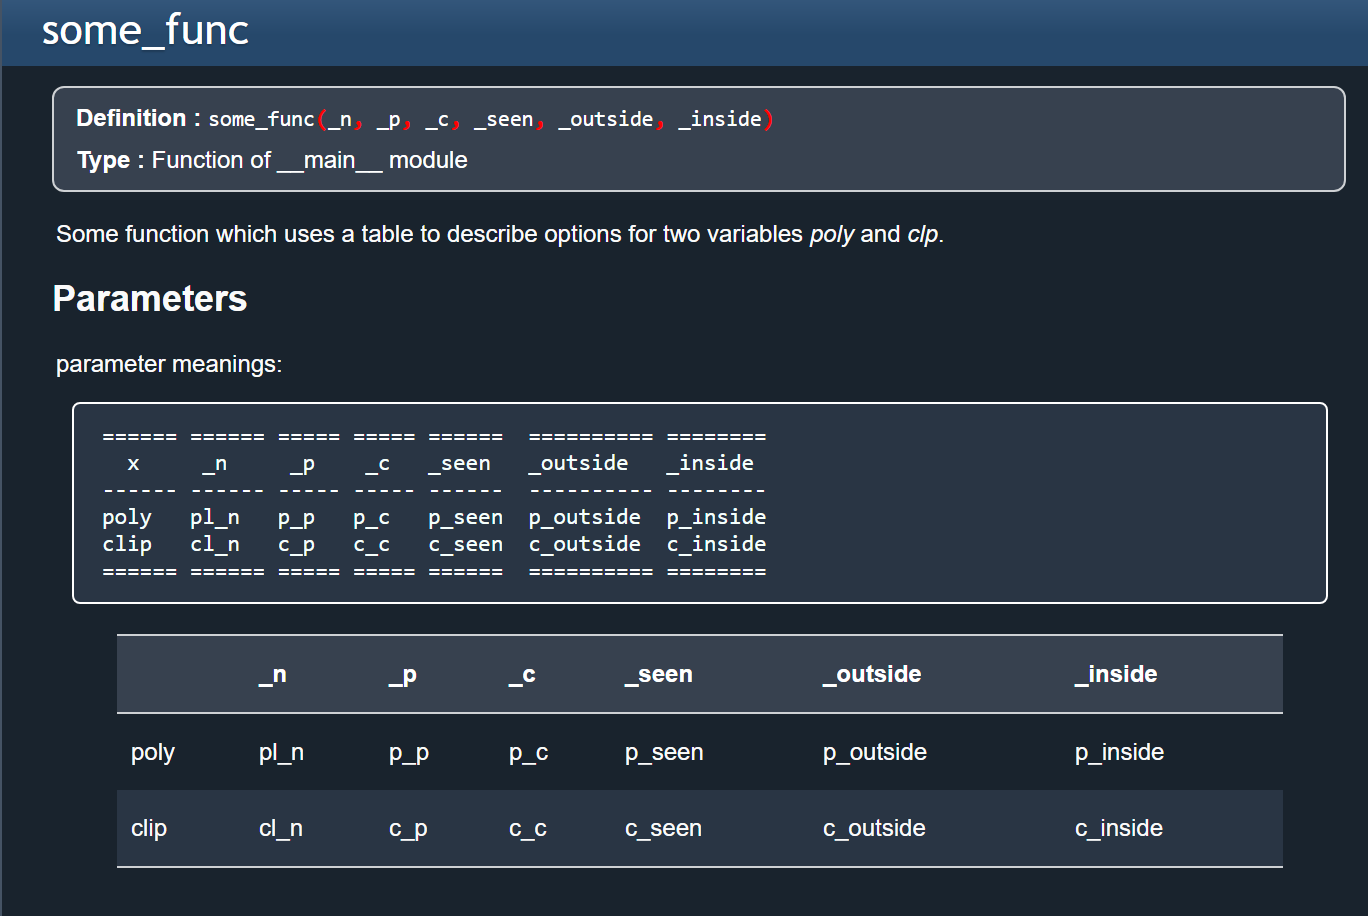 some_func
Definition : some_func(_n, _p, _c, _seen, _outside, _inside)
Type : Function of __main__ module
Some function which uses a table to describe options for two variables poly and clp.
Parameters
parameter meanings:
====== ====== ===== ===== ======  ========== ========
  x     _n     _p    _c   _seen   _outside   _inside
------ ------ ----- ----- ------  ---------- --------
poly   pl_n   p_p   p_c   p_seen  p_outside  p_inside
clip   cl_n   c_p   c_c   c_seen  c_outside  c_inside
====== ====== ===== ===== ======  ========== ========
_n _p _c _seen _outside _inside
poly pl_n p_p p_c p_seen p_outside p_inside
clip cl_n c_p c_c c_seen c_outside c_inside